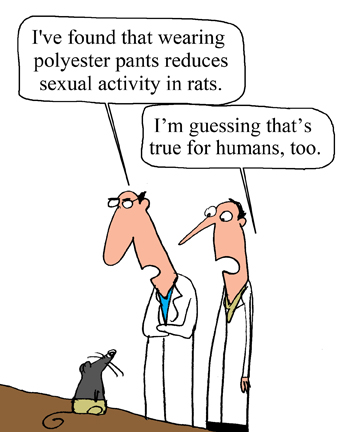 I've found that wearing
polyester pants reduces
sexual activity in rats.
I'm guessing that's
true for humans, too.